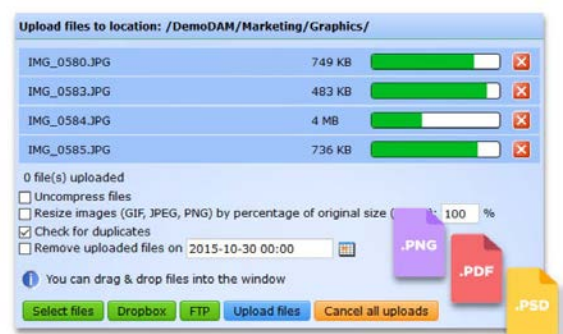 Upload files to location: /DemoDAM/Marketing/Graphics/
IMG_0580.JPG 749 KB
IMG_0583.JPG 483 KB
IMG_0584.JPG 4 MB
IMG_0585.JPG 736 KB
0 file(s) uploaded
Uncompress files
Resize images (GIF, JPEG, PNG) by percentage of original size ( : 100 %
Check for duplicates
Remove uploaded files on 2015-10-30 00:00
.PNG
.PDF
.PSD
You can drag & drop files into the window
Select files Dropbox FTP Upload files Cancel all uploads